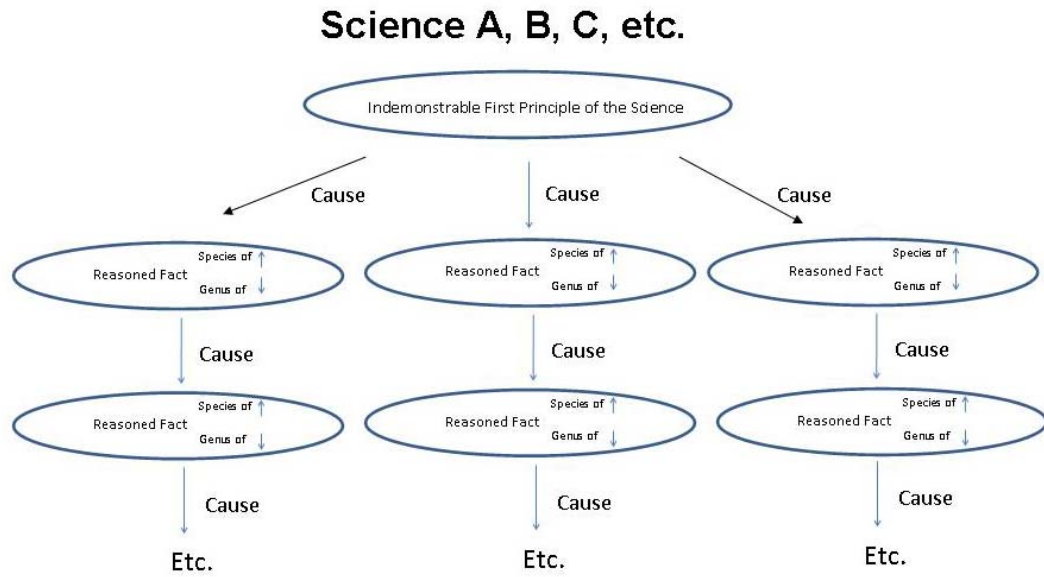 Science A, B, C, etc.
Indemonstrable First Principle of the Science
Cause
Cause
Cause
Species of
Reasoned Fact
Genus of
Species of
Reasoned Fact
Genus of
Species of
Reasoned Fact
Genus of
Cause
Cause
Cause
Species of
Reasoned Fact
Genus of
Species of
Reasoned Fact
Genus of
Species of
Reasoned Fact
Genus of
Cause
Cause
Cause
Etc.
Etc.
Etc.